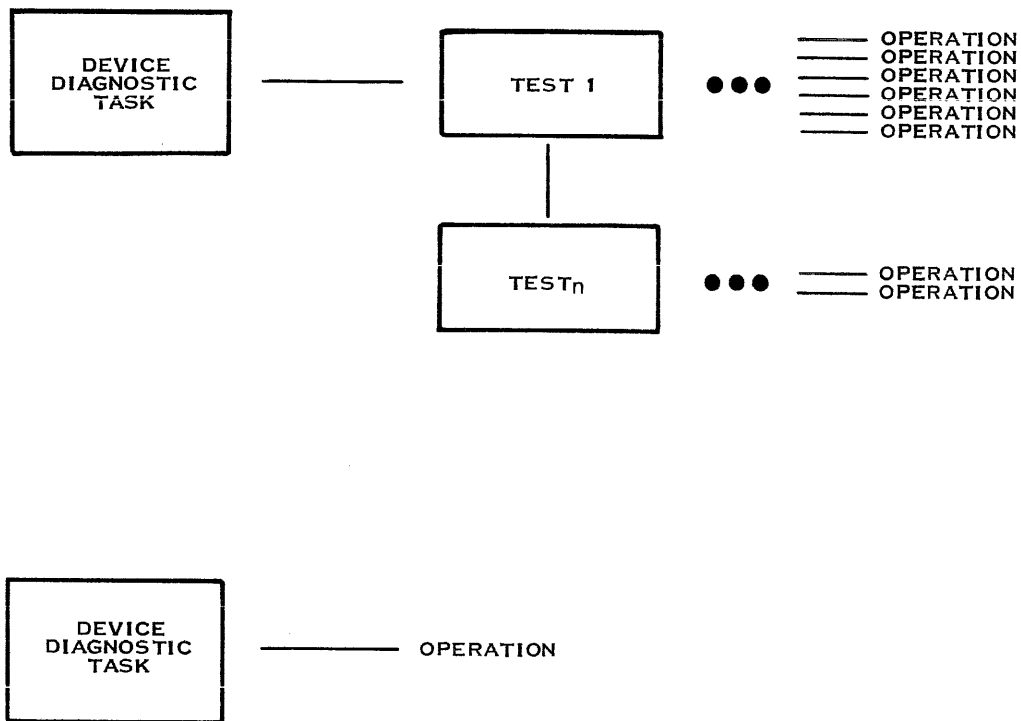 DEVICE
DIAGNOSTIC
TASK
TEST 1
OPERATION
OPERATION
OPERATION
OPERATION
OPERATION
OPERATION
TESTn
OPERATION
OPERATION
DEVICE
DIAGNOSTIC
TASK
OPERATION